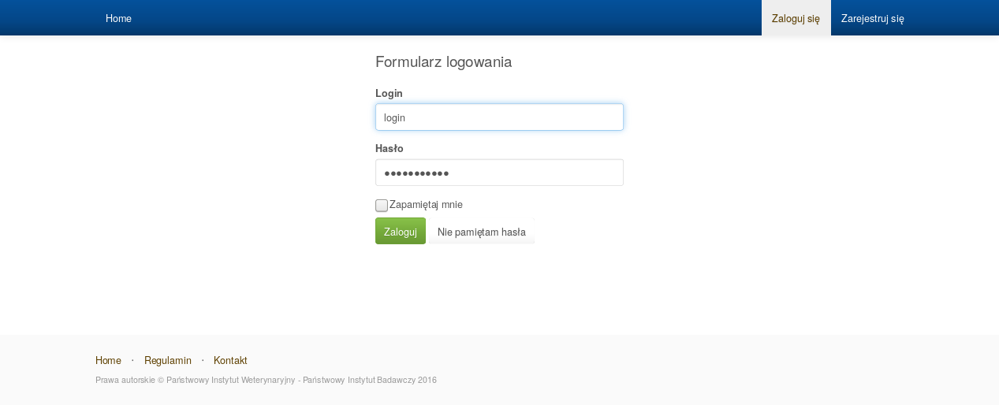 Home Zaloguj się Zarejestruj się
Formularz logowania
Login
login
Hasło
●●●●●●●●●●●
Zapamiętaj mnie
Zaloguj Nie pamiętam hasła
Home · Regulamin · Kontakt
Prawa autorskie © Państwowy Instytut Weterynaryjny - Państwowy Instytut Badawczy 2016